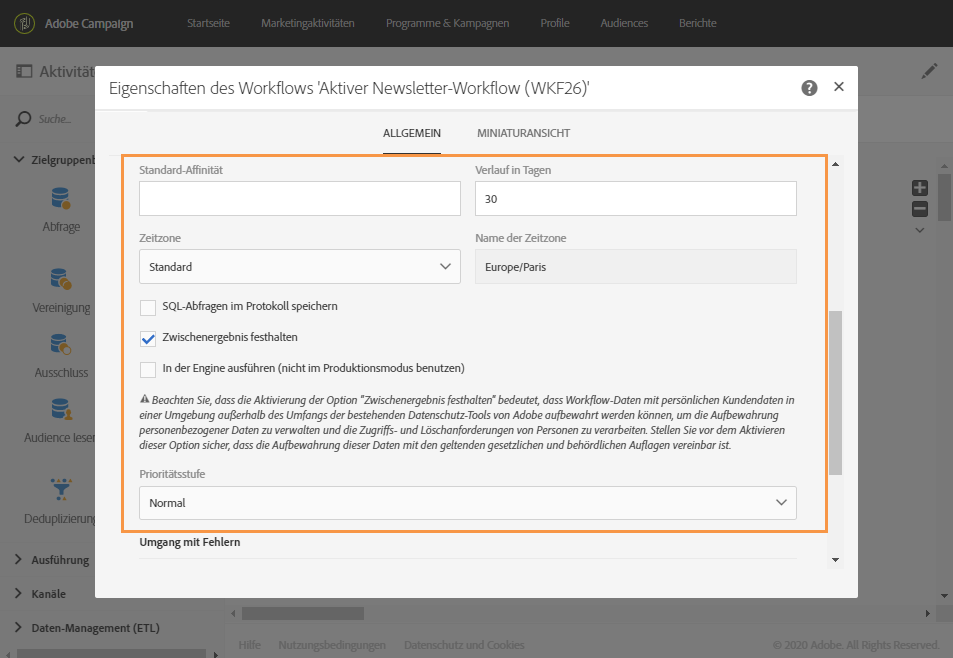 Adobe Campaign
Startseite
Marketingaktivitäten
Programme & Kampagnen
Profile
Audiences
Berichte
Aktivität
Suche...
Zielgruppenb
Abfrage
Vereinigung
Ausschluss
Audience leser
Deduplizierung
Ausführung
Kanäle
Daten-Management (ETL)
Eigenschaften des Workflows 'Aktiver Newsletter-Workflow (WKF26)'
ALLGEMEIN
MINIATURANSICHT
Standard-Affinität
Verlauf in Tagen
30
Zeitzone
Name der Zeitzone
Standard
Europe/Paris
SQL-Abfragen im Protokoll speichern
Zwischenergebnis festhalten
In der Engine ausführen (nicht im Produktionsmodus benutzen)
Beachten Sie, dass die Aktivierung der Option "Zwischenergebnis festhalten" bedeutet, dass Workflow-Daten mit persönlichen Kundendaten in
einer Umgebung außerhalb des Umfangs der bestehenden Datenschutz-Tools von Adobe aufbewahrt werden können, um die Aufbewahrung
personenbezogener Daten zu verwalten und die Zugriffs- und Löschanforderungen von Personen zu verarbeiten. Stellen Sie vor dem Aktivieren
dieser Option sicher, dass die Aufbewahrung dieser Daten mit den geltenden gesetzlichen und behördlichen Auflagen vereinbar ist.
Prioritätsstufe
Normal
Umgang mit Fehlern
Hilfe
Nutzungsbedingungen
Datenschutz und Cookies
© 2020 Adobe. All Rights Reserved.